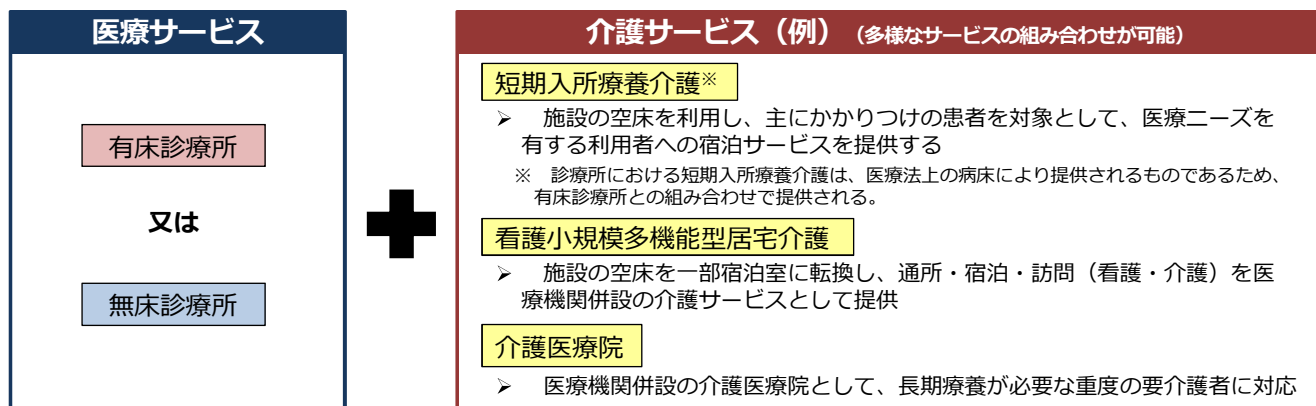 医療サービス
有床診療所
又は
無床診療所
介護サービス（例）（多様なサービスの組み合わせが可能）
短期入所療養介護※
➢ 施設の空床を利用し、主にかかりつけの患者を対象として、医療ニーズを
有する利用者への宿泊サービスを提供する
※ 診療所における短期入所療養介護は、医療法上の病床により提供されるものであるため、
有床診療所との組み合わせで提供される。
看護小規模多機能型居宅介護
➢ 施設の空床を一部宿泊室に転換し、通所・宿泊・訪問（看護・介護）を医
療機関併設の介護サービスとして提供
介護医療院
➢ 医療機関併設の介護医療院として、長期療養が必要な重度の要介護者に対応